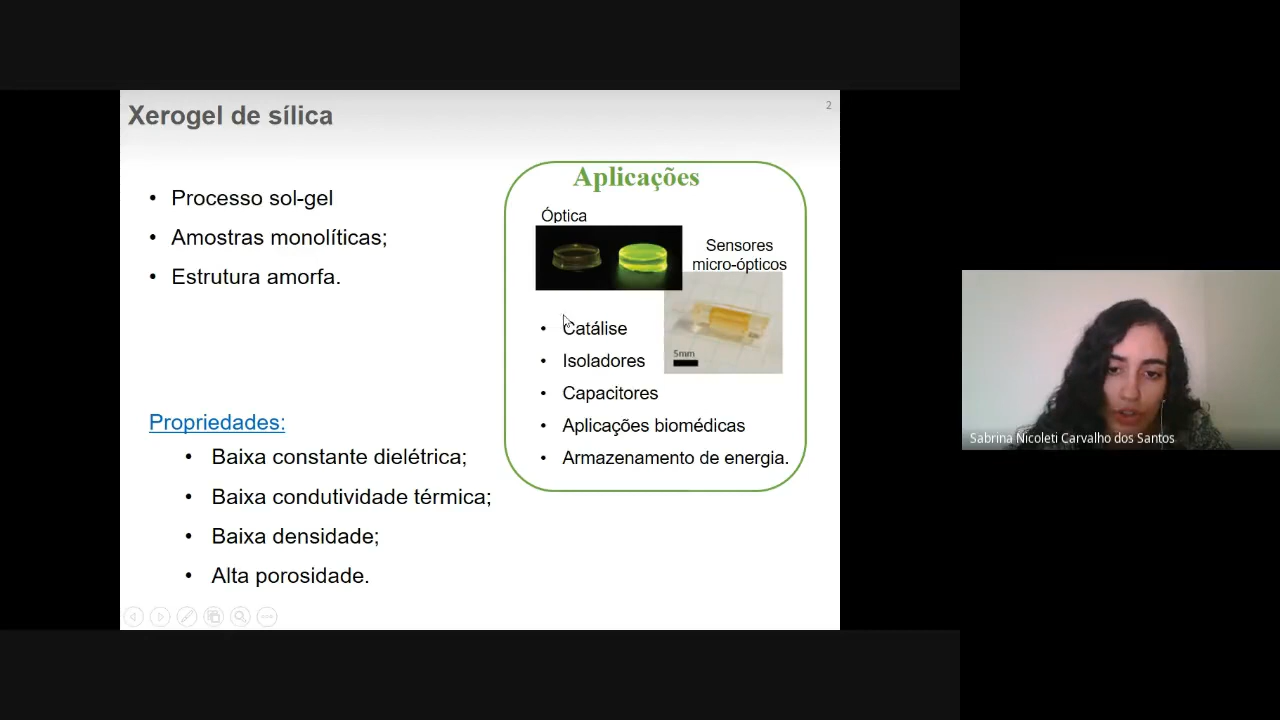 Xerogel de sílica
2
• Processo sol-gel
• Amostras monolíticas;
• Estrutura amorfa.
Propriedades:
• Baixa constante dielétrica;
• Baixa condutividade térmica;
• Baixa densidade;
• Alta porosidade.
Aplicações
Óptica
Sensores
micro-ópticos
5mm
• Catálise
• Isoladores
• Capacitores
• Aplicações biomédicas
• Armazenamento de energia.
Sabrina Nicoleti Carvalho dos Santos